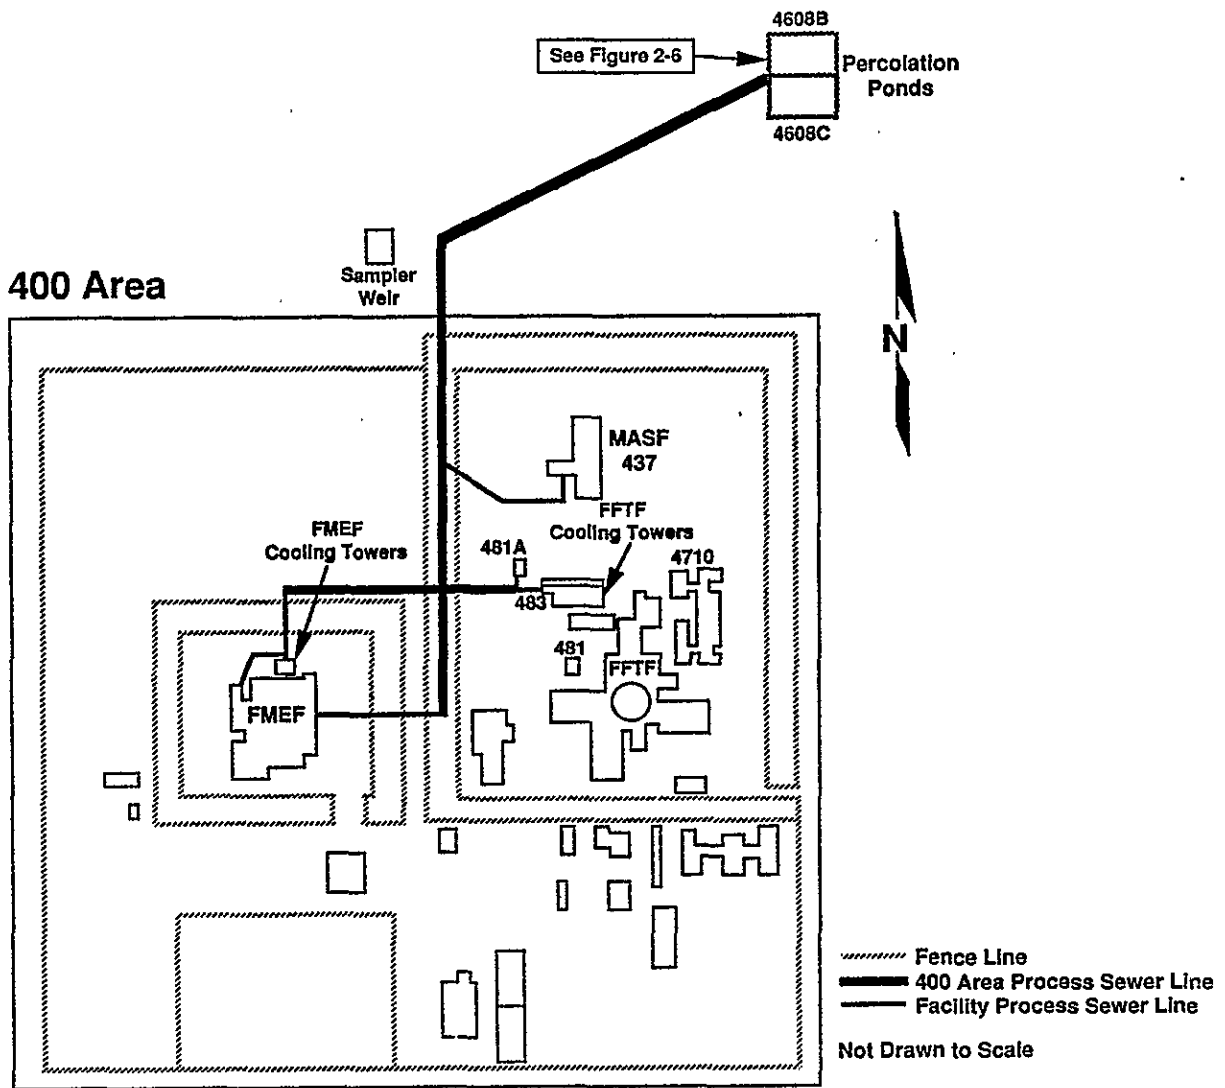 4608B
See Figure 2-6
Percolation
Ponds
4608C
Sampler
Weir
400 Area
N
MASF
437
FFTF
Cooling Towers
FMEF
Cooling Towers
481A
4710
483
481
FFTF
FMEF
Fence Line
400 Area Process Sewer Line
Facility Process Sewer Line
Not Drawn to Scale